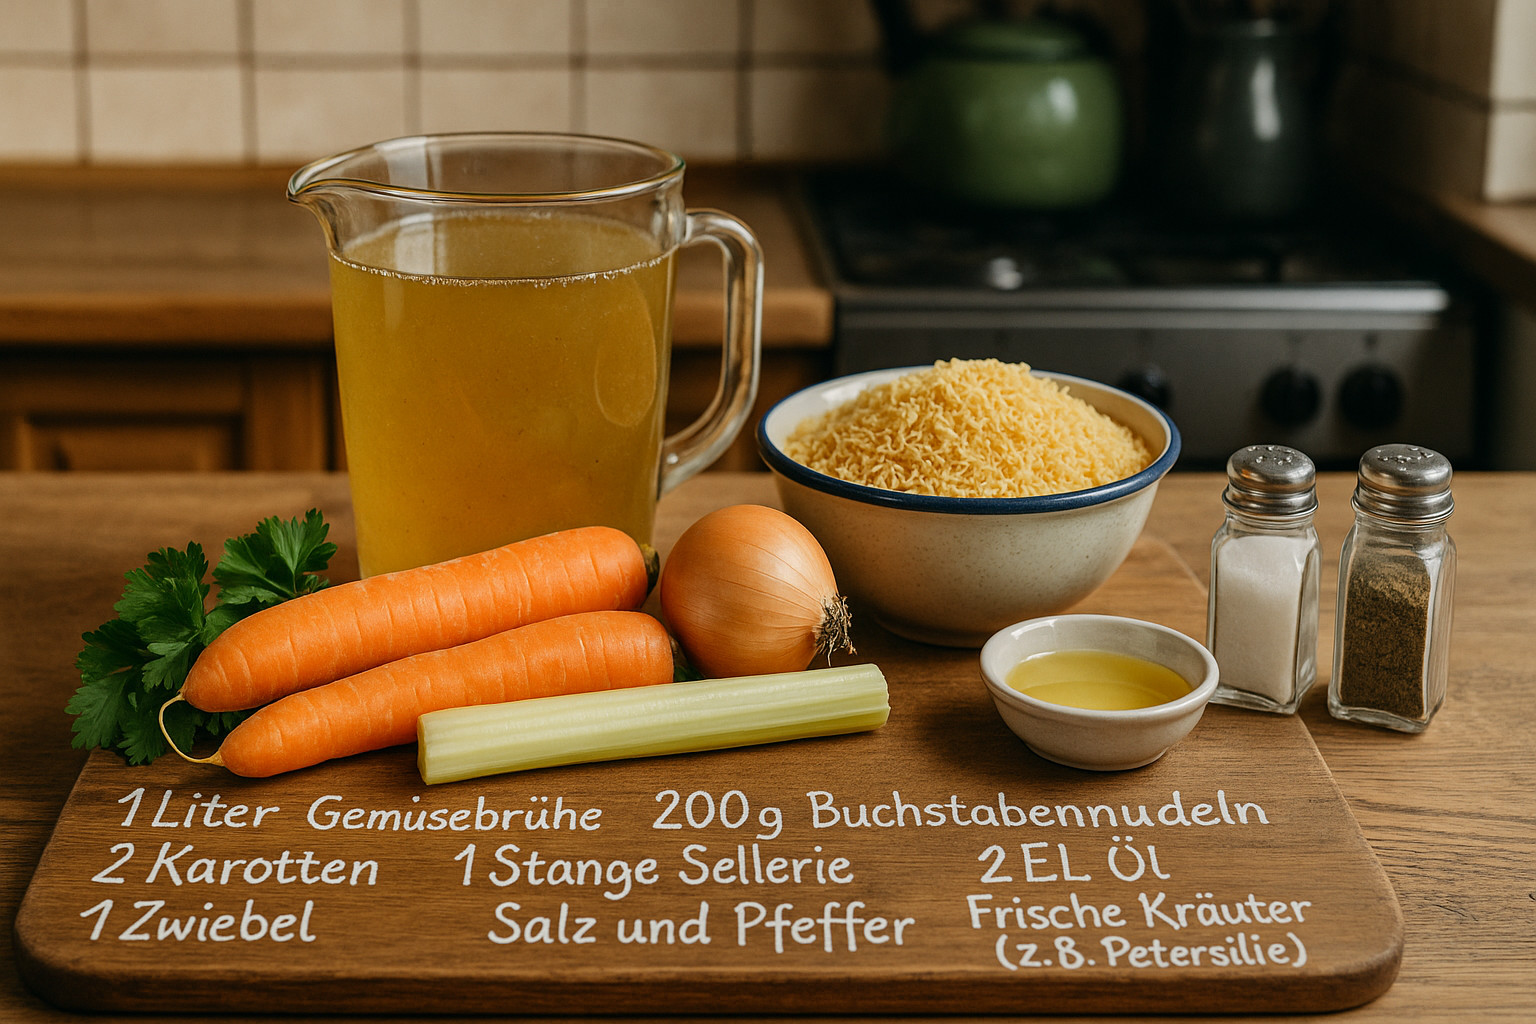 1 Liter Gemüsebrühe 200g Buchstabennudeln
2 Karotten 1 Stange Sellerie 2 EL Öl
1 Zwiebel Salz und Pfeffer Frische Kräuter
(z.B. Petersilie)